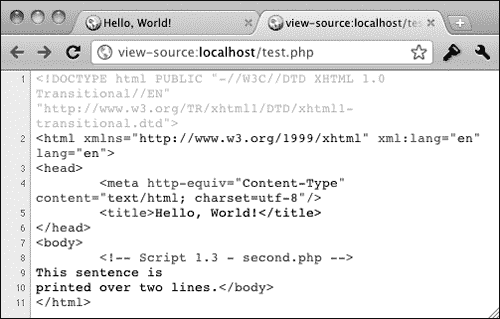 Hello, World!
view-source:localhost/tes
view-source:localhost/test.php
1 <!DOCTYPE html PUBLIC "-//W3C//DTD XHTML 1.0
Transitional//EN"
"http://www.w3.org/TR/xhtml1/DTD/xhtml1-
transitional.dtd">
2 <html xmlns="http://www.w3.org/1999/xhtml" xml:lang="en"
lang="en">
3 <head>
4 <meta http-equiv="Content-Type"
content="text/html; charset=utf-8"/>
5 <title>Hello, World!</title>
6 </head>
7 <body>
8 <!-- Script 1.3 - second.php -->
9 This sentence is
10 printed over two lines.</body>
11 </html>